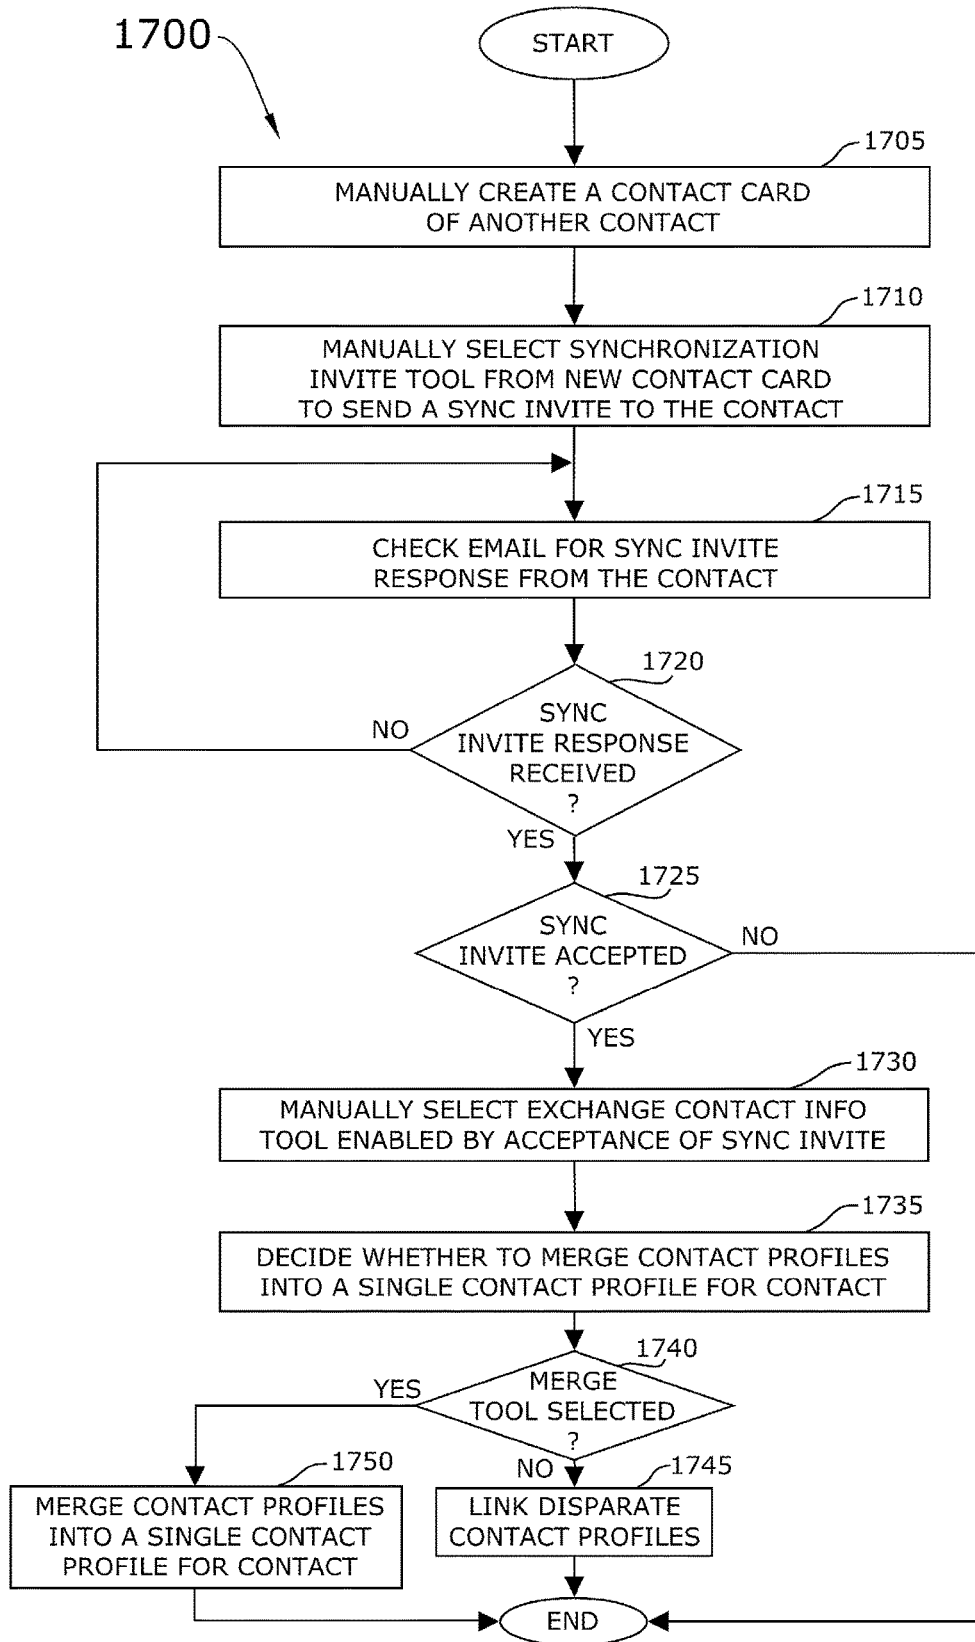 1700
START
1705
MANUALLY CREATE A CONTACT CARD
OF ANOTHER CONTACT
1710
MANUALLY SELECT SYNCHRONIZATION
INVITE TOOL FROM NEW CONTACT CARD
TO SEND A SYNC INVITE TO THE CONTACT
1715
CHECK EMAIL FOR SYNC INVITE
RESPONSE FROM THE CONTACT
1720
SYNC
INVITE RESPONSE
RECEIVED
?
NO
YES
1725
SYNC
INVITE ACCEPTED
?
NO
YES
1730
MANUALLY SELECT EXCHANGE CONTACT INFO
TOOL ENABLED BY ACCEPTANCE OF SYNC INVITE
1735
DECIDE WHETHER TO MERGE CONTACT PROFILES
INTO A SINGLE CONTACT PROFILE FOR CONTACT
1740
MERGE
TOOL SELECTED
?
YES
NO
1750
MERGE CONTACT PROFILES
INTO A SINGLE CONTACT
PROFILE FOR CONTACT
1745
LINK DISPARATE
CONTACT PROFILES
END